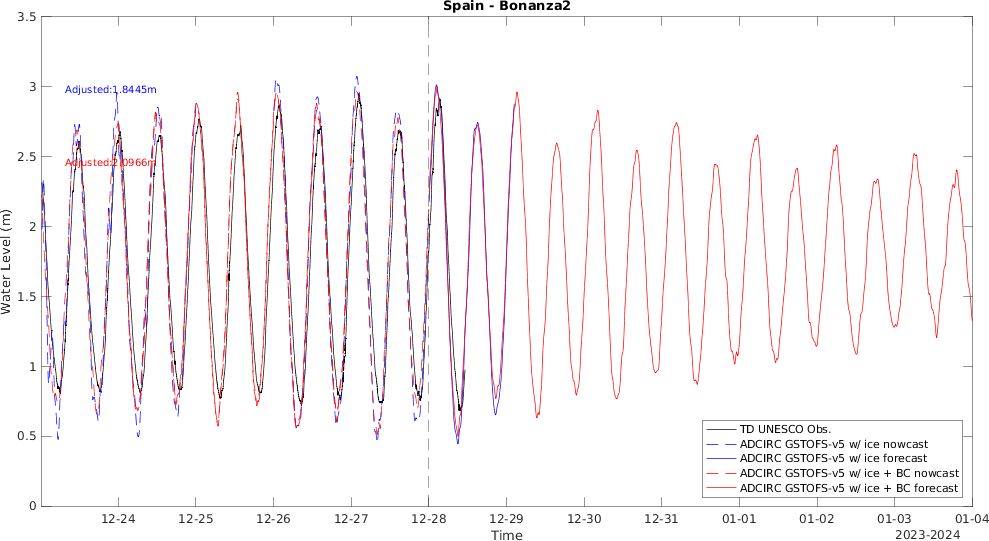 Spain - Bonanza2
3.5
3
2.5
2
1.5
1
0.5
0
Water Level (m)
Adjusted:1.8445m
Adjusted:2.0966m
TD UNESCO Obs.
ADCIRC GSTOFS-v5 w/ ice nowcast
ADCIRC GSTOFS-v5 w/ ice forecast
ADCIRC GSTOFS-v5 w/ ice + BC nowcast
ADCIRC GSTOFS-v5 w/ ice + BC forecast
12-24 12-25 12-26 12-27 12-28 12-29 12-30 12-31 01-01 01-02 01-03 01-04
Time
2023-2024